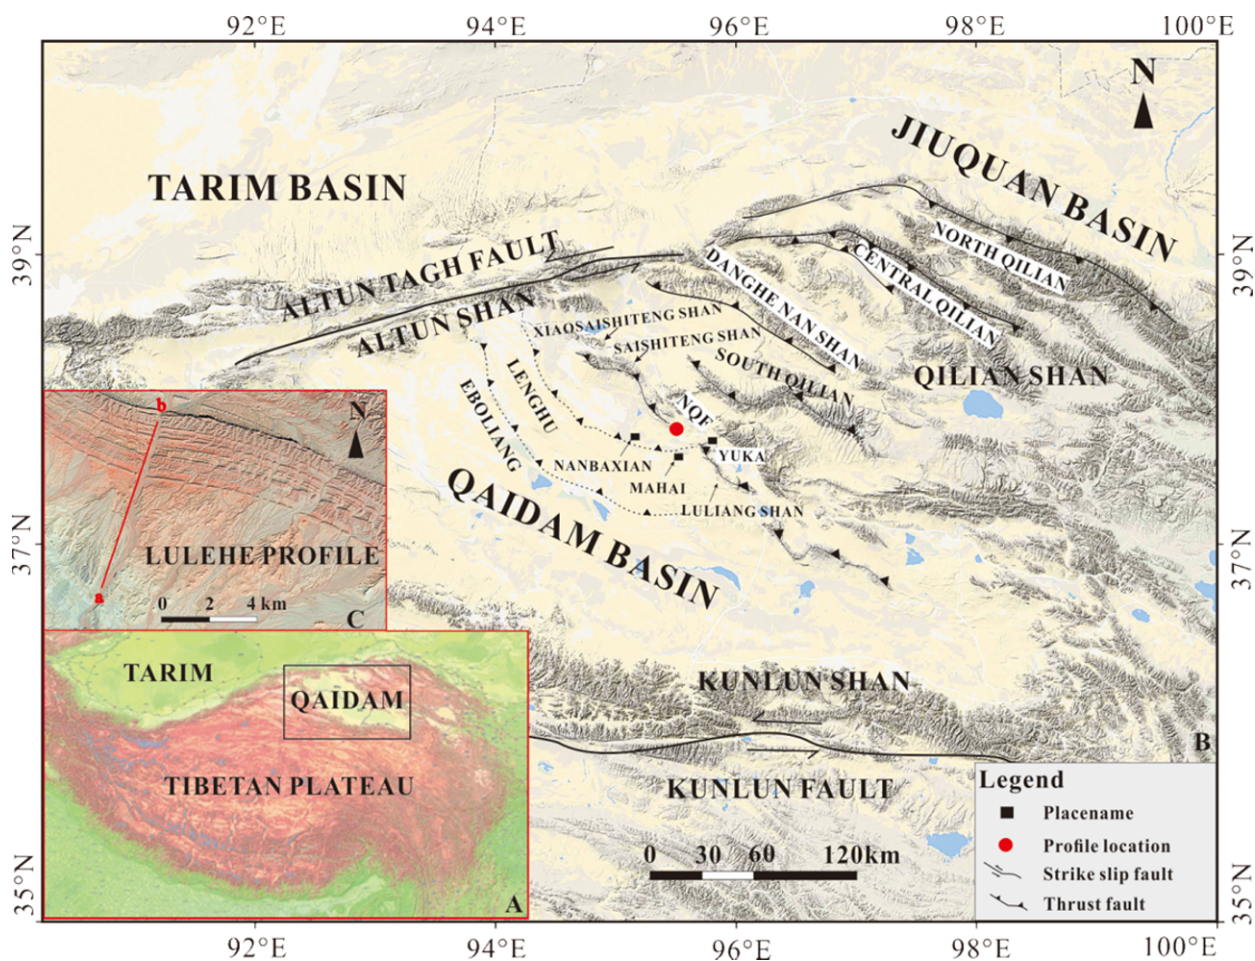 92°E 94°E 96°E 98°E 100°E
N
JIUQUAN BASIN
TARIM BASIN
39°N
39°N
ALTUN TAGH FAULT
ALTUN SHAN
NORTH QILIAN
CENTRAL QILIAN
DANGHE NAN SHAN
XIAOSAISHITENG SHAN
SAISHITENG SHAN
SOUTH QILIAN
QILIAN SHAN
LENGHU
EBOLIANG
NQF
YUKA
NANBAXIAN
MAHAI
LULIANG SHAN
QAIDAM BASIN
b
N
LULEHE PROFILE
a
0 2 4 km
C
37°N
37°N
TARIM
QAIDAM
TIBETAN PLATEAU
A
KUNLUN SHAN
B
KUNLUN FAULT
0 30 60 120km
Legend
Placename
Profile location
Strike slip fault
Thrust fault
35°N
35°N
92°E 94°E 96°E 98°E 100°E